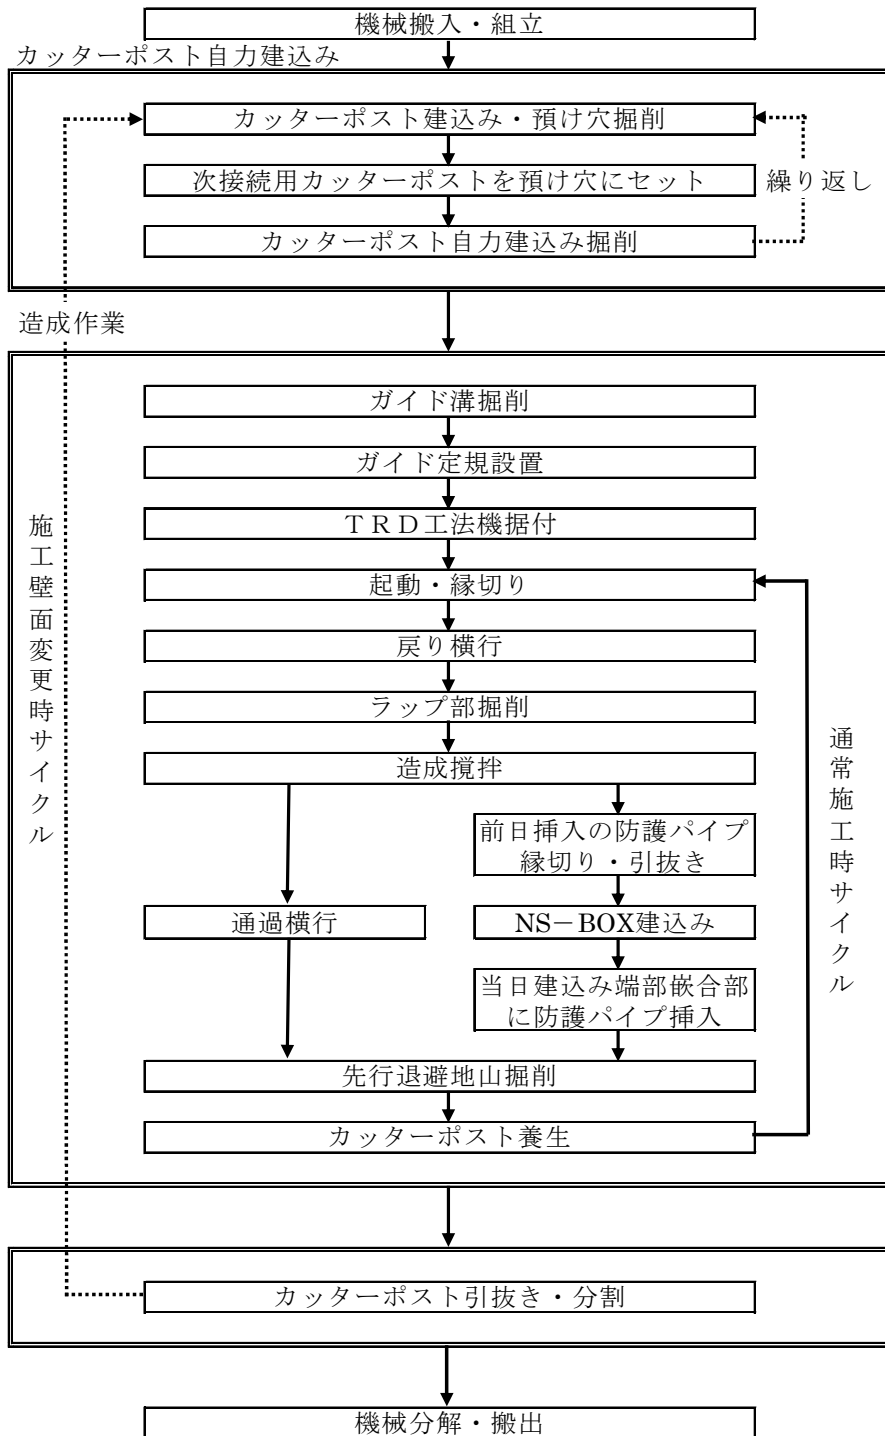 機械搬入・組立
カッターポスト自力建込み
カッターポスト建込み・預け穴掘削
次接続用カッターポストを預け穴にセット
繰り返し
カッターポスト自力建込み掘削
造成作業
ガイド溝掘削
ガイド定規設置
ＴＲＤ工法機据付
起動・縁切り
戻り横行
ラップ部掘削
造成撹拌
前日挿入の防護パイプ
縁切り・引抜き
通過横行
NS－BOX建込み
当日建込み端部嵌合部
に防護パイプ挿入
先行退避地山掘削
カッターポスト養生
施工壁面変更時サイクル
通常施工時サイクル
カッターポスト引抜き・分割
機械分解・搬出